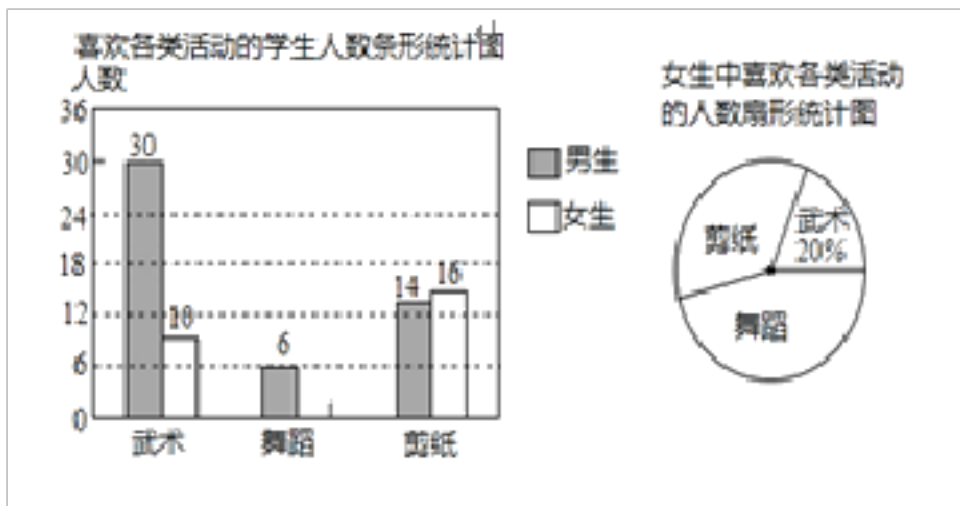 喜欢各类活动的学生人数条形统计图
人数
36
30
24
18
12
6
0
30
10
6
14
16
武术
舞蹈
剪纸
男生
女生
女生中喜欢各类活动
的人数扇形统计图
剪纸
武术
20%
舞蹈